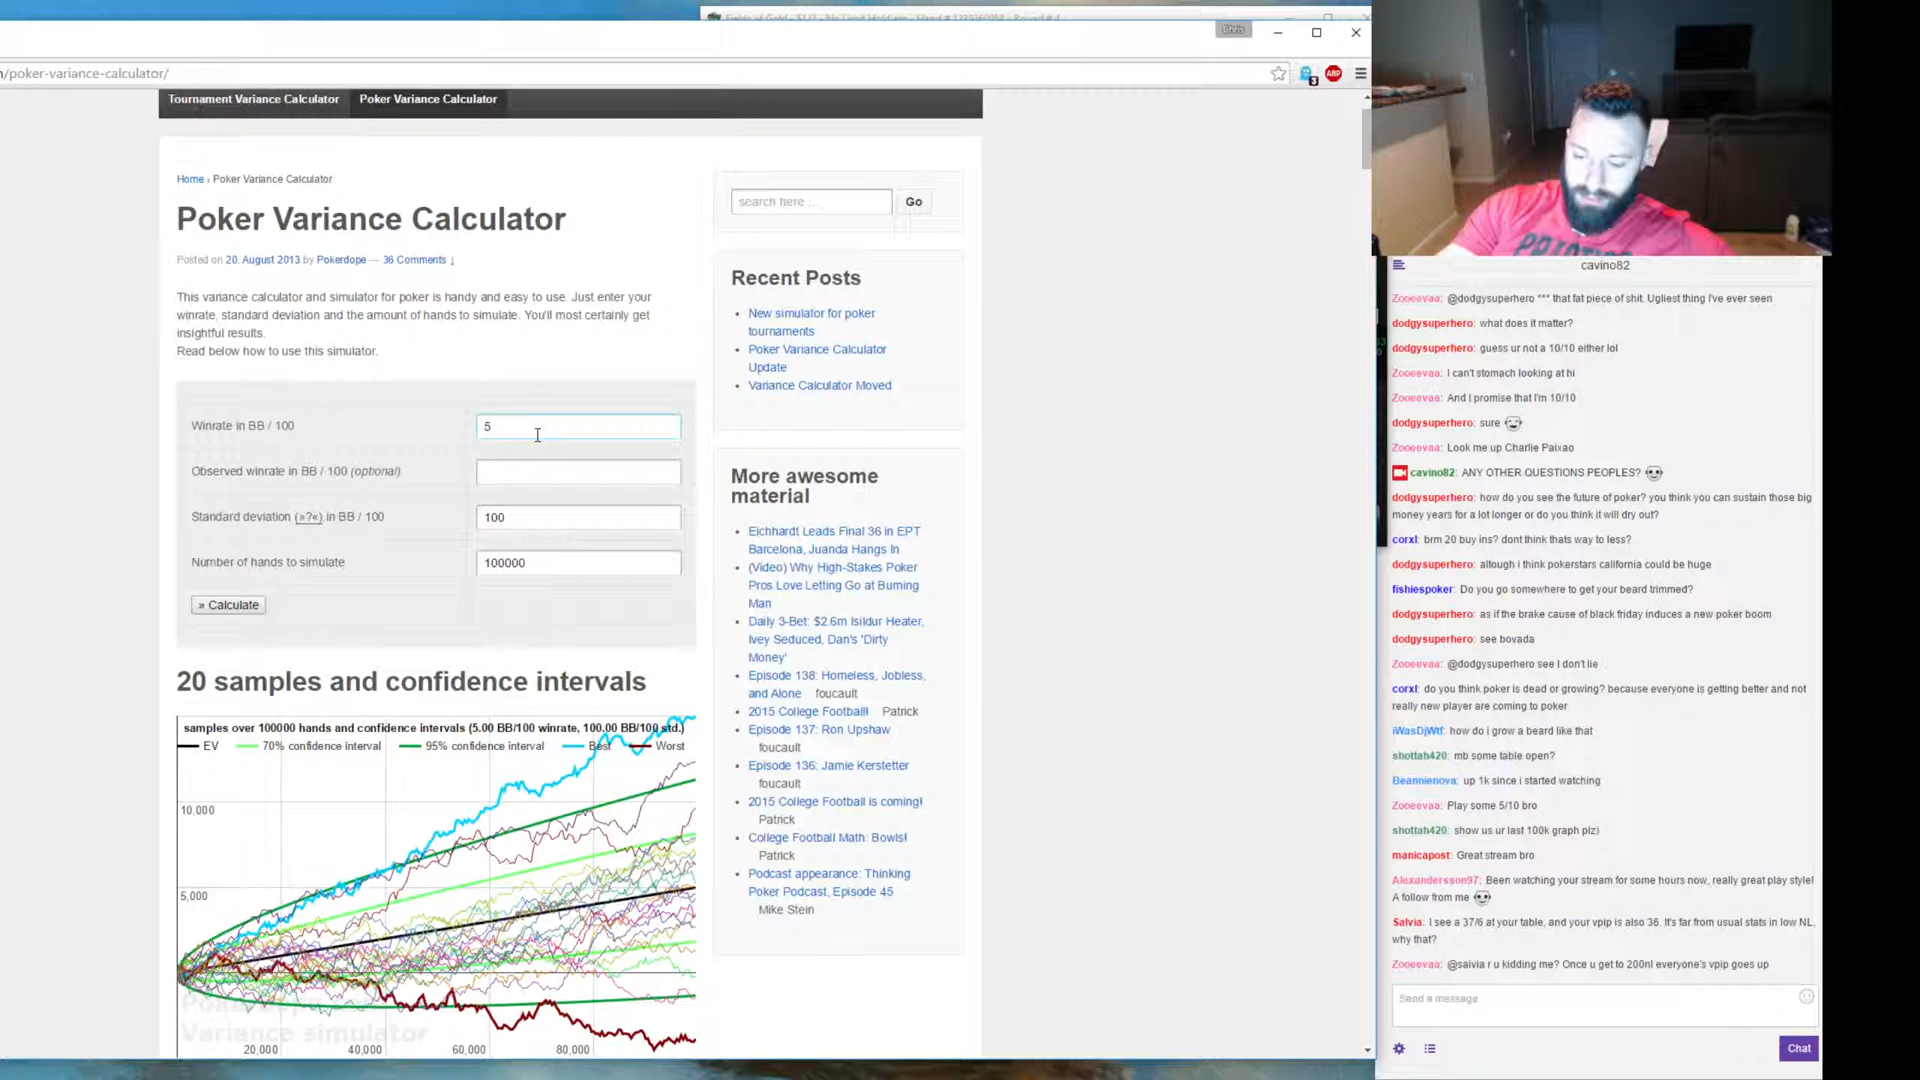 Chris
/poker-variance-calculator/
3
ABP
Tournament Variance Calculator
Poker Variance Calculator
Home › Poker Variance Calculator
Poker Variance Calculator
Posted on 20. August 2013 by Pokerdope — 36 Comments ↓
This variance calculator and simulator for poker is handy and easy to use. Just enter your
winrate, standard deviation and the amount of hands to simulate. You'll most certainly get
insightful results.
Read below how to use this simulator.
Winrate in BB / 100
5
Observed winrate in BB / 100 (optional)
Standard deviation (»?«) in BB / 100
100
Number of hands to simulate
100000
» Calculate
20 samples and confidence intervals
samples over 100000 hands and confidence intervals (5.00 BB/100 winrate, 100.00 BB/100 std.)
EV
70% confidence interval
95% confidence interval
Best
Worst
10,000
5,000
Variance simulator
20,000
40,000
60,000
80,000
search here ...
Go
Recent Posts
New simulator for poker
tournaments
Poker Variance Calculator
Update
Variance Calculator Moved
More awesome
material
Eichhardt Leads Final 36 in EPT
Barcelona, Juanda Hangs In
(Video) Why High-Stakes Poker
Pros Love Letting Go at Burning
Man
Daily 3-Bet: $2.6m Isildur Heater,
Ivey Seduced, Dan's 'Dirty
Money'
Episode 138: Homeless, Jobless,
and Alone foucault
2015 College Football! Patrick
Episode 137: Ron Upshaw
foucault
Episode 136: Jamie Kerstetter
foucault
2015 College Football is coming!
Patrick
College Football Math: Bowls!
Patrick
Podcast appearance: Thinking
Poker Podcast, Episode 45
Mike Stein
cavino82
Zooeevaa: @dodgysuperhero *** that fat piece of shit. Ugliest thing I've ever seen
dodgysuperhero: what does it matter?
dodgysuperhero: guess ur not a 10/10 either lol
Zooeevaa: I can't stomach looking at hi
Zooeevaa: And I promise that I'm 10/10
dodgysuperhero: sure
Zooeevaa: Look me up Charlie Paixao
cavino82: ANY OTHER QUESTIONS PEOPLES?
dodgysuperhero: how do you see the future of poker? you think you can sustain those big
money years for a lot longer or do you think it will dry out?
corxl: brm 20 buy ins? dont think thats way to less?
dodgysuperhero: altough i think pokerstars california could be huge
fishiespoker: Do you go somewhere to get your beard trimmed?
dodgysuperhero: as if the brake cause of black friday induces a new poker boom
dodgysuperhero: see bovada
Zooeevaa: @dodgysuperhero see I don't lie
corxl: do you think poker is dead or growing? because everyone is getting better and not
really new player are coming to poker
iWasDjWtf: how do i grow a beard like that
shottah420: mb some table open?
Beannienova: up 1k since i started watching
Zooeevaa: Play some 5/10 bro
shottah420: show us ur last 100k graph plz)
manicapost: Great stream bro
Alexandersson97: Been watching your stream for some hours now, really great play style!
A follow from me
Salvia: I see a 37/6 at your table, and your vpip is also 36. It's far from usual stats in low NL,
why that?
Zooeevaa: @salvia r u kidding me? Once u get to 200nl everyone's vpip goes up
Send a message
Chat